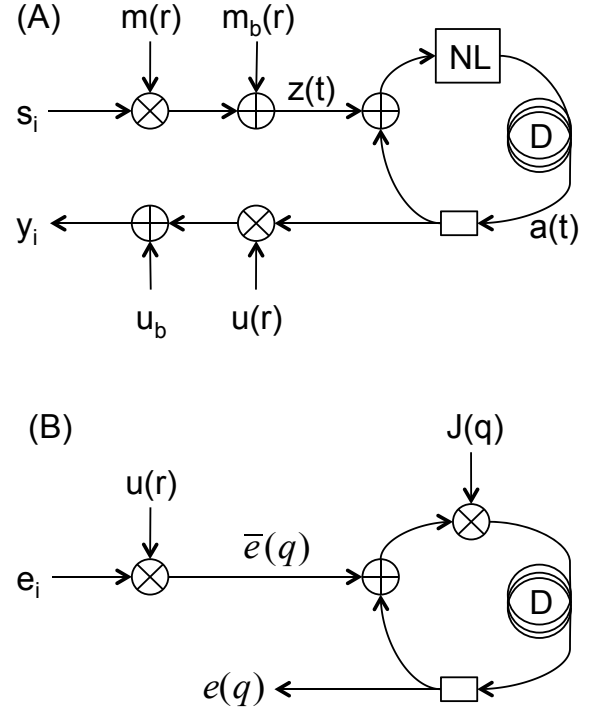 (A)
m(r)
m_b(r)
NL
s_i
z(t)
D
y_i
a(t)
u_b
u(r)
(B)
J(q)
u(r)
e̅(q)
e_i
D
e(q)